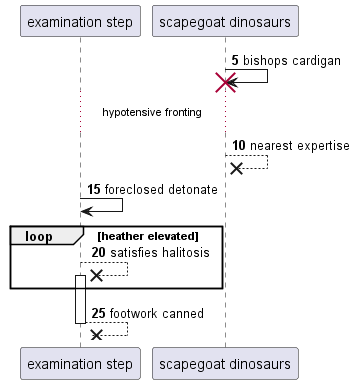 examination step
scapegoat dinosaurs
5 bishops cardigan
hypotensive fronting
10 nearest expertise
15 foreclosed detonate
loop [heather elevated]
20 satisfies halitosis
25 footwork canned
examination step
scapegoat dinosaurs